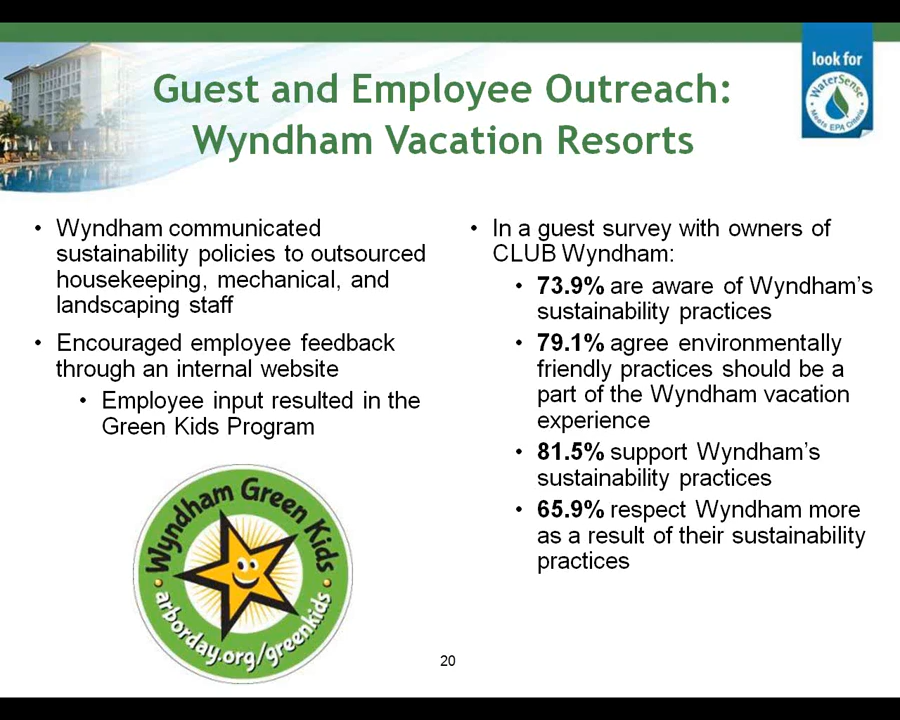 look for
WaterSense
Meets EPA Criteria
Guest and Employee Outreach:
Wyndham Vacation Resorts
• Wyndham communicated
sustainability policies to outsourced
housekeeping, mechanical, and
landscaping staff
• Encouraged employee feedback
through an internal website
• Employee input resulted in the
Green Kids Program
Wyndham Green Kids
arborday.org/greenkids
• In a guest survey with owners of
CLUB Wyndham:
• 73.9% are aware of Wyndham’s
sustainability practices
• 79.1% agree environmentally
friendly practices should be a
part of the Wyndham vacation
experience
• 81.5% support Wyndham’s
sustainability practices
• 65.9% respect Wyndham more
as a result of their sustainability
practices
20